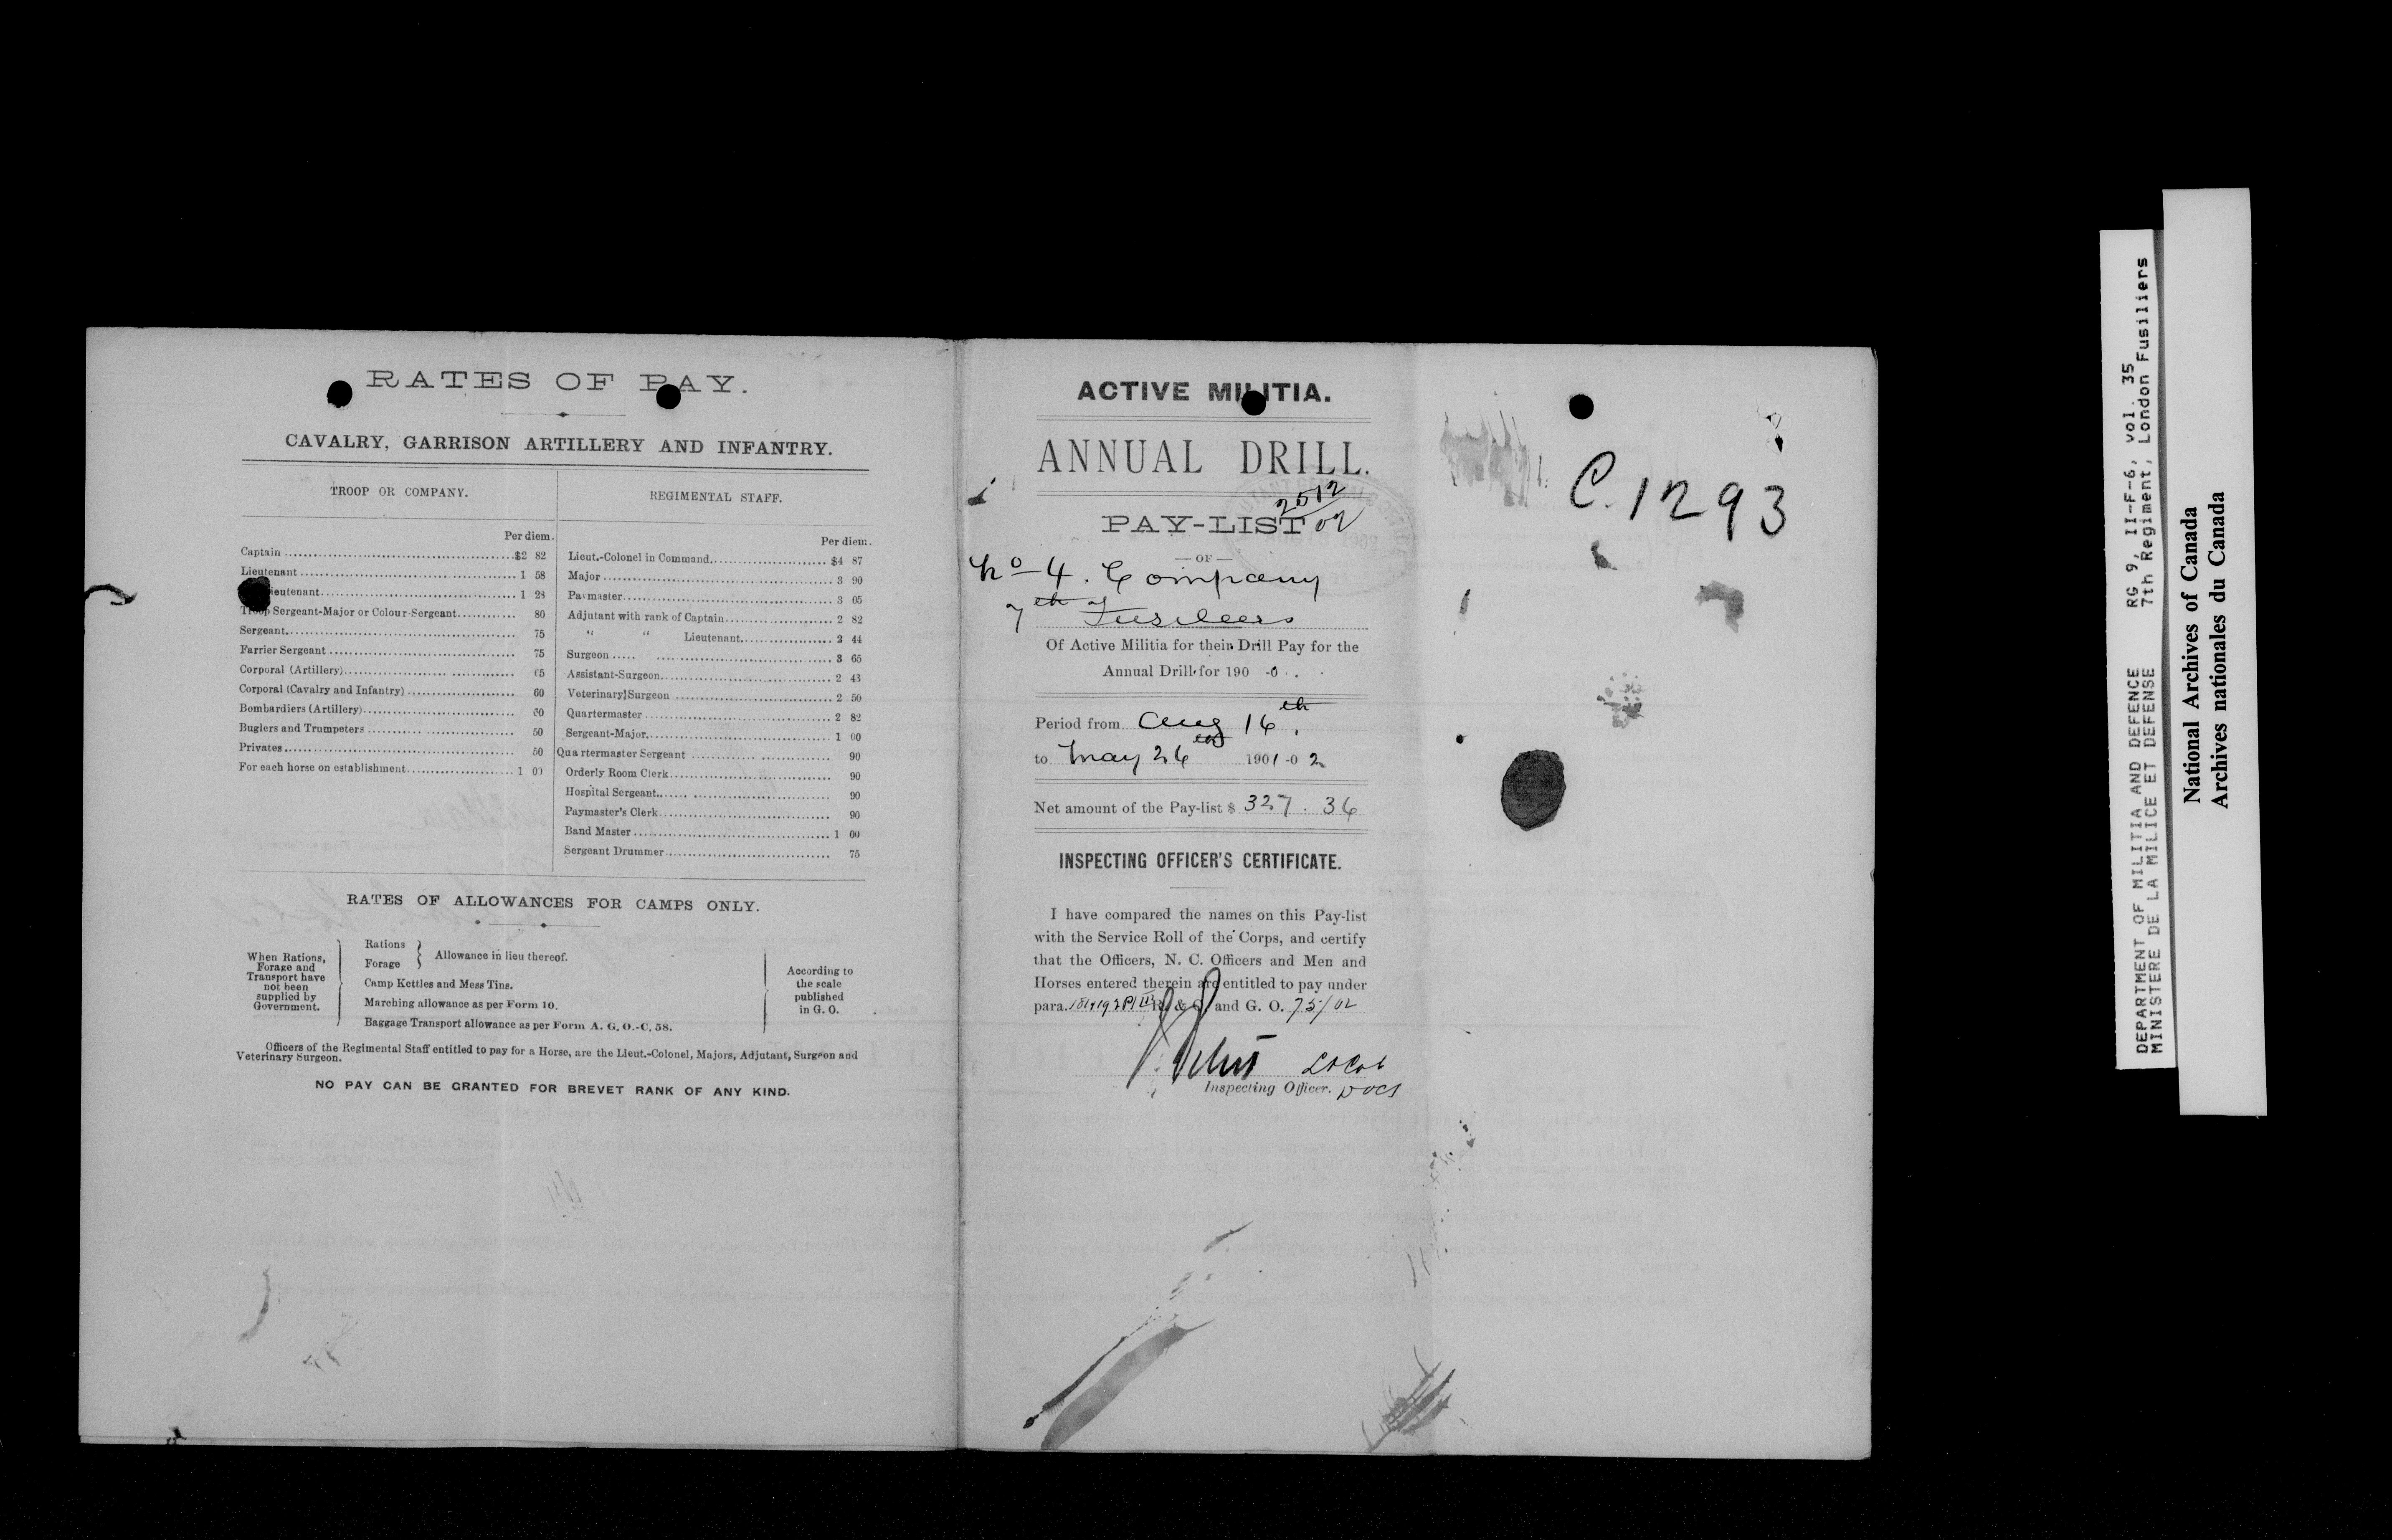 RATES OF PAY.
CAVALRY, GARRISON ARTILLERY AND INFANTRY.
TROOP OR COMPANY.
Per diem.
Captain $2 82
Lieutenant 1 58
ieutenant 1 28
Troop Sergeant-Major or Colour-Sergeant 80
Sergeant 75
Farrier Sergeant 75
Corporal (Artillery) 65
Corporal (Cavalry and Infantry) 60
Bombardiers (Artillery)
Buglers and Trumpeters 50
Privates 50
For each horse on establishment 1 00
REGIMENTAL STAFF.
Per diem.
Lieut.-Colonel in Command $4 87
Major 3 90
Paymaster 3 05
Adjutant with rank of Captain 2 82
" " Lieutenant 2 44
Surgeon 3 65
Assistant-Surgeon 2 43
Veterinary Surgeon 2 50
Quartermaster 2 82
Sergeant-Major 1 00
Quartermaster Sergeant 90
Orderly Room Clerk 90
Hospital Sergeant 90
Paymaster's Clerk 90
Band Master 1 00
Sergeant Drummer 75
RATES OF ALLOWANCES FOR CAMPS ONLY.
When Rations,
Forage and
Transport have
not been
supplied by
Government.
Rations
Forage
Allowance in lieu thereof.
Camp Kettles and Mess Tins.
Marching allowance as per Form 10.
Baggage Transport allowance as per Form A. G. O.-C. 58.
According to
the scale
published
in G. O.
Officers of the Regimental Staff entitled to pay for a Horse, are the Lieut.-Colonel, Majors, Adjutant, Surgeon and
Veterinary Surgeon.
NO PAY CAN BE GRANTED FOR BREVET RANK OF ANY KIND.
ACTIVE MILITIA.
ANNUAL DRILL.
2512
02
PAY-LIST
— OF —
No 4. Company
7th Fusileers
Of Active Militia for their Drill Pay for the
Annual Drill for 190 -0 .
Period from Aug 16th.
to May 26th 1901-02
Net amount of the Pay-list $ 327. 36
INSPECTING OFFICER'S CERTIFICATE.
I have compared the names on this Pay-list
with the Service Roll of the Corps, and certify
that the Officers, N. C. Officers and Men and
Horses entered therein are entitled to pay under
para. and G. O. 75/02
Inspecting Officer. DOCS
C. 1293
DEPARTMENT OF MILITIA AND DEFENCE RG 9, II-F-6, vol. 35
MINISTERE DE LA MILICE ET DEFENSE 7th Regiment, London Fusiliers
National Archives of Canada
Archives nationales du Canada